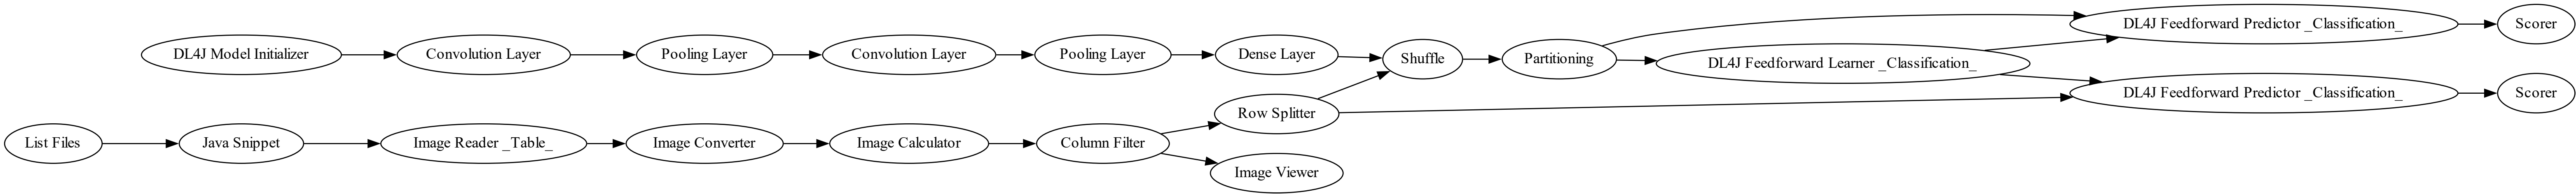 DL4J Model Initializer
Convolution Layer
Pooling Layer
Convolution Layer
Pooling Layer
Dense Layer
Shuffle
Partitioning
DL4J Feedforward Learner _Classification_
DL4J Feedforward Predictor _Classification_
Scorer
DL4J Feedforward Predictor _Classification_
Scorer
List Files
Java Snippet
Image Reader _Table_
Image Converter
Image Calculator
Column Filter
Row Splitter
Image Viewer